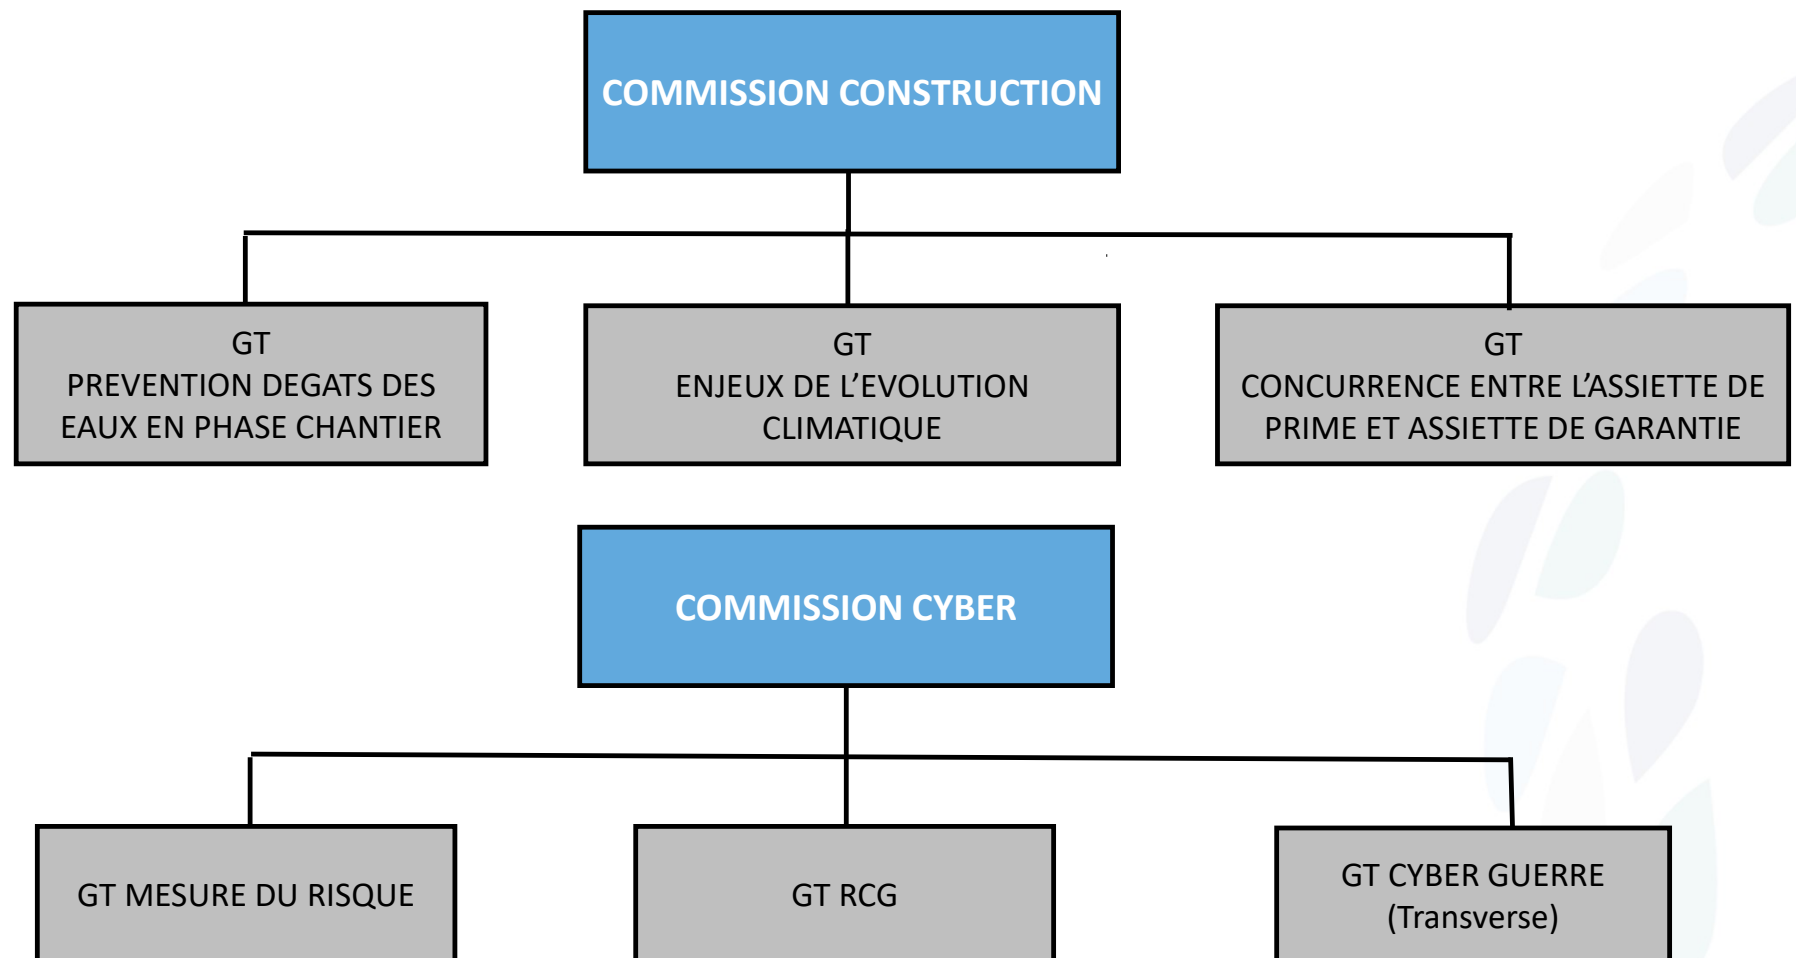 COMMISSION CONSTRUCTION
GT
PREVENTION DEGATS DES
EAUX EN PHASE CHANTIER
GT
ENJEUX DE L’EVOLUTION
CLIMATIQUE
GT
CONCURRENCE ENTRE L’ASSIETTE DE
PRIME ET ASSIETTE DE GARANTIE
COMMISSION CYBER
GT MESURE DU RISQUE
GT RCG
GT CYBER GUERRE
(Transverse)